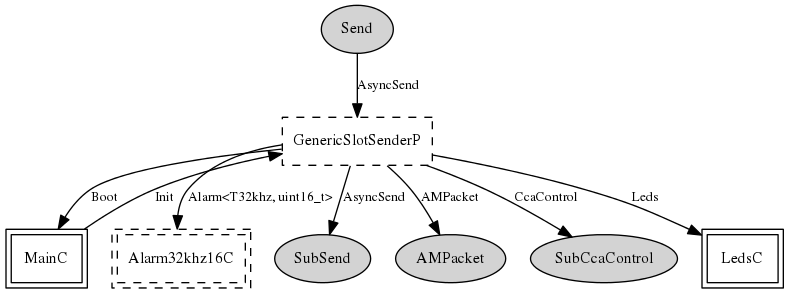 Send
AsyncSend
GenericSlotSenderP
Boot
Init
Alarm<T32khz, uint16_t>
AsyncSend
AMPacket
CcaControl
Leds
MainC
Alarm32khz16C
SubSend
AMPacket
SubCcaControl
LedsC